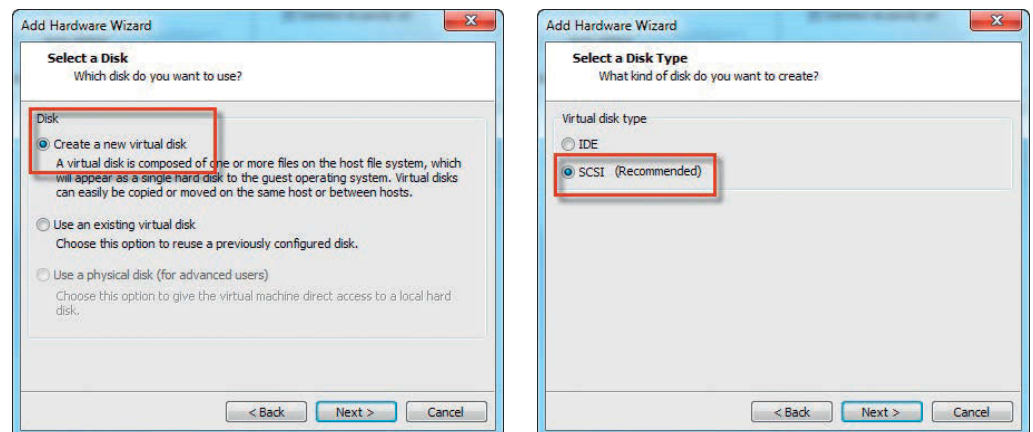 Add Hardware Wizard
Select a Disk
Which disk do you want to use?
Disk
Create a new virtual disk
A virtual disk is composed of one or more files on the host file system, which
will appear as a single hard disk to the guest operating system. Virtual disks
can easily be copied or moved on the same host or between hosts.
Use an existing virtual disk
Choose this option to reuse a previously configured disk.
Use a physical disk (for advanced users)
Choose this option to give the virtual machine direct access to a local hard
disk.
< Back
Next >
Cancel
Add Hardware Wizard
Select a Disk Type
What kind of disk do you want to create?
Virtual disk type
IDE
SCSI (Recommended)
< Back
Next >
Cancel